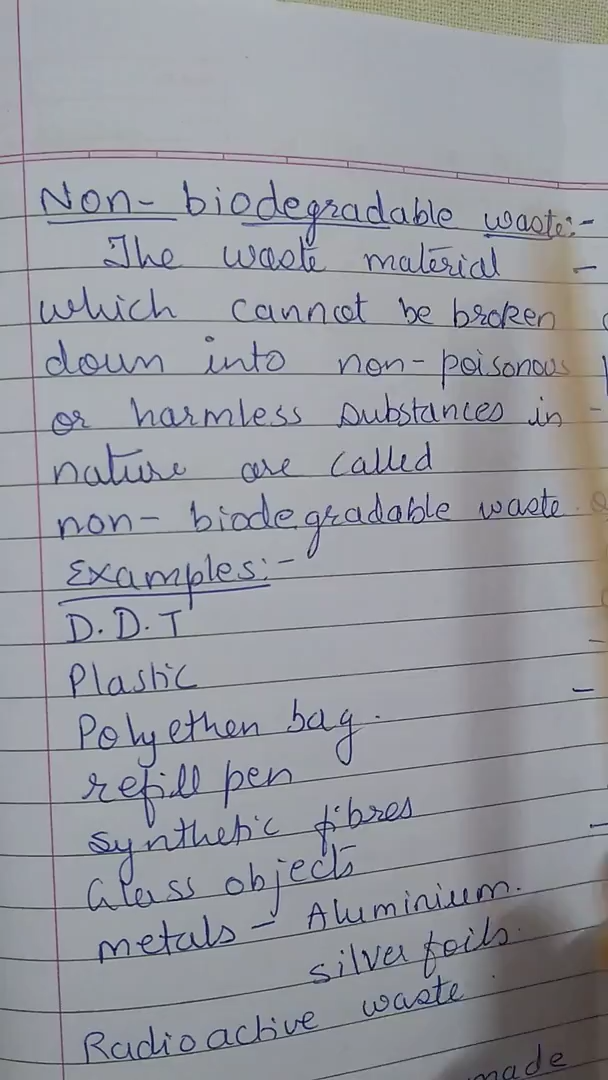 Non-biodegradable waste:-
The waste material
which cannot be broken
down into non-poisonous
or harmless substances in
nature are called
non-biodegradable waste.
Examples:-
D.D.T
Plastic
Polyethen bag.
refill pen
synthetic fibres
Glass objects
metals - Aluminium.
silver foils.
Radioactive waste.
made